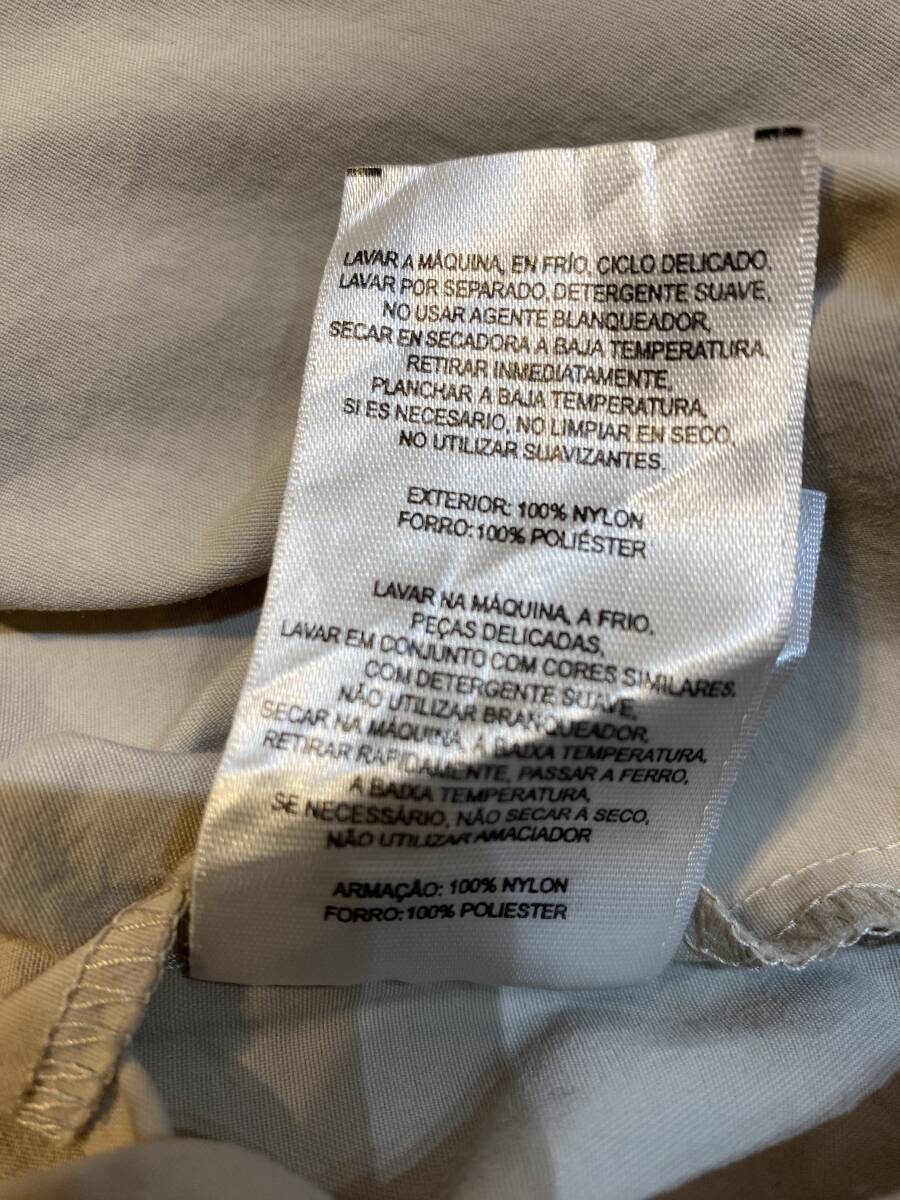 LAVAR A MÁQUINA, EN FRÍO, CICLO DELICADO,
LAVAR POR SEPARADO, DETERGENTE SUAVE,
NO USAR AGENTE BLANQUEADOR,
SECAR EN SECADORA A BAJA TEMPERATURA,
RETIRAR INMEDIATAMENTE,
PLANCHAR A BAJA TEMPERATURA,
SI ES NECESARIO, NO LIMPIAR EN SECO,
NO UTILIZAR SUAVIZANTES.
EXTERIOR: 100% NYLON
FORRO: 100% POLIÉSTER
LAVAR NA MÁQUINA, A FRIO,
PEÇAS DELICADAS,
LAVAR EM CONJUNTO COM CORES SIMILARES,
COM DETERGENTE SUAVE,
NÃO UTILIZAR BRANQUEADOR,
SECAR NA MÁQUINA, A BAIXA TEMPERATURA,
RETIRAR RAPIDAMENTE, PASSAR A FERRO,
A BAIXA TEMPERATURA,
SE NECESSÁRIO, NÃO SECAR A SECO,
NÃO UTILIZAR AMACIADOR
ARMAÇÃO: 100% NYLON
FORRO: 100% POLIESTER